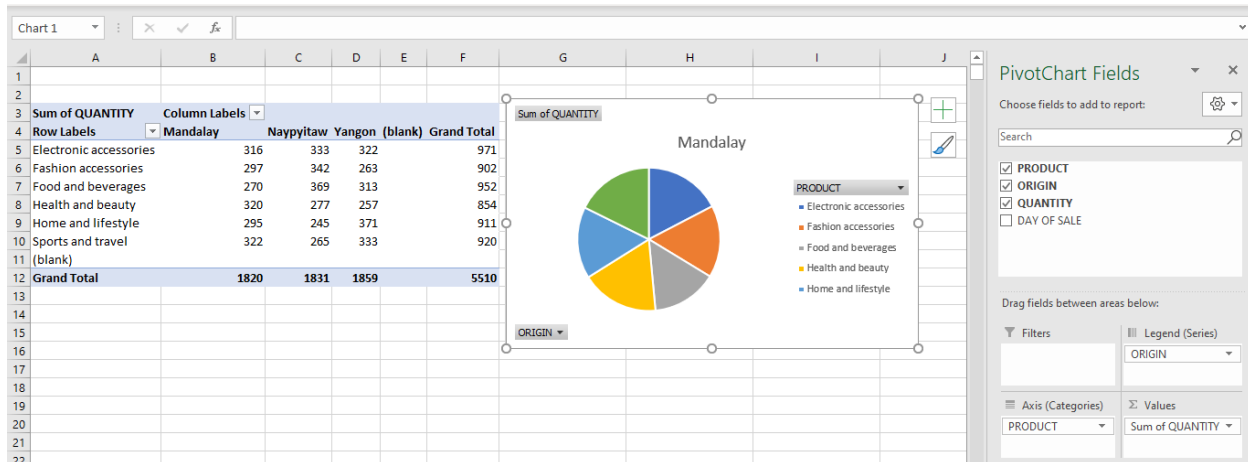 Chart 1 fx
A B C D E F G H I J
1
2
3 Sum of QUANTITY Column Labels
4 Row Labels Mandalay Naypyitaw Yangon (blank) Grand Total
5 Electronic accessories 316 333 322 971
6 Fashion accessories 297 342 263 902
7 Food and beverages 270 369 313 952
8 Health and beauty 320 277 257 854
9 Home and lifestyle 295 245 371 911
10 Sports and travel 322 265 333 920
11 (blank)
12 Grand Total 1820 1831 1859 5510
13
14
15
16
17
18
19
20
21
22
Sum of QUANTITY
Mandalay
PRODUCT
Electronic accessories
Fashion accessories
Food and beverages
Health and beauty
Home and lifestyle
ORIGIN
PivotChart Fields
Choose fields to add to report:
Search
PRODUCT
ORIGIN
QUANTITY
DAY OF SALE
Drag fields between areas below:
Filters
Legend (Series)
ORIGIN
Axis (Categories)
PRODUCT
Σ Values
Sum of QUANTITY